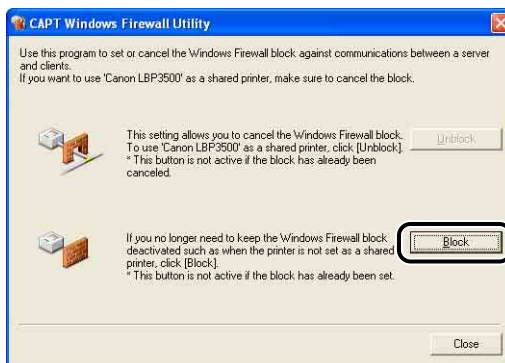 CAPT Windows Firewall Utility
Use this program to set or cancel the Windows Firewall block against communications between a server
and clients.
If you want to use 'Canon LBP3500' as a shared printer, make sure to cancel the block.
This setting allows you to cancel the Windows Firewall block.
To use 'Canon LBP3500' as a shared printer, click [Unblock].
* This button is not active if the block has already been
canceled.
Unblock
If you no longer need to keep the Windows Firewall block
deactivated such as when the printer is not set as a shared
printer, click [Block].
* This button is not active if the block has already been set.
Block
Close